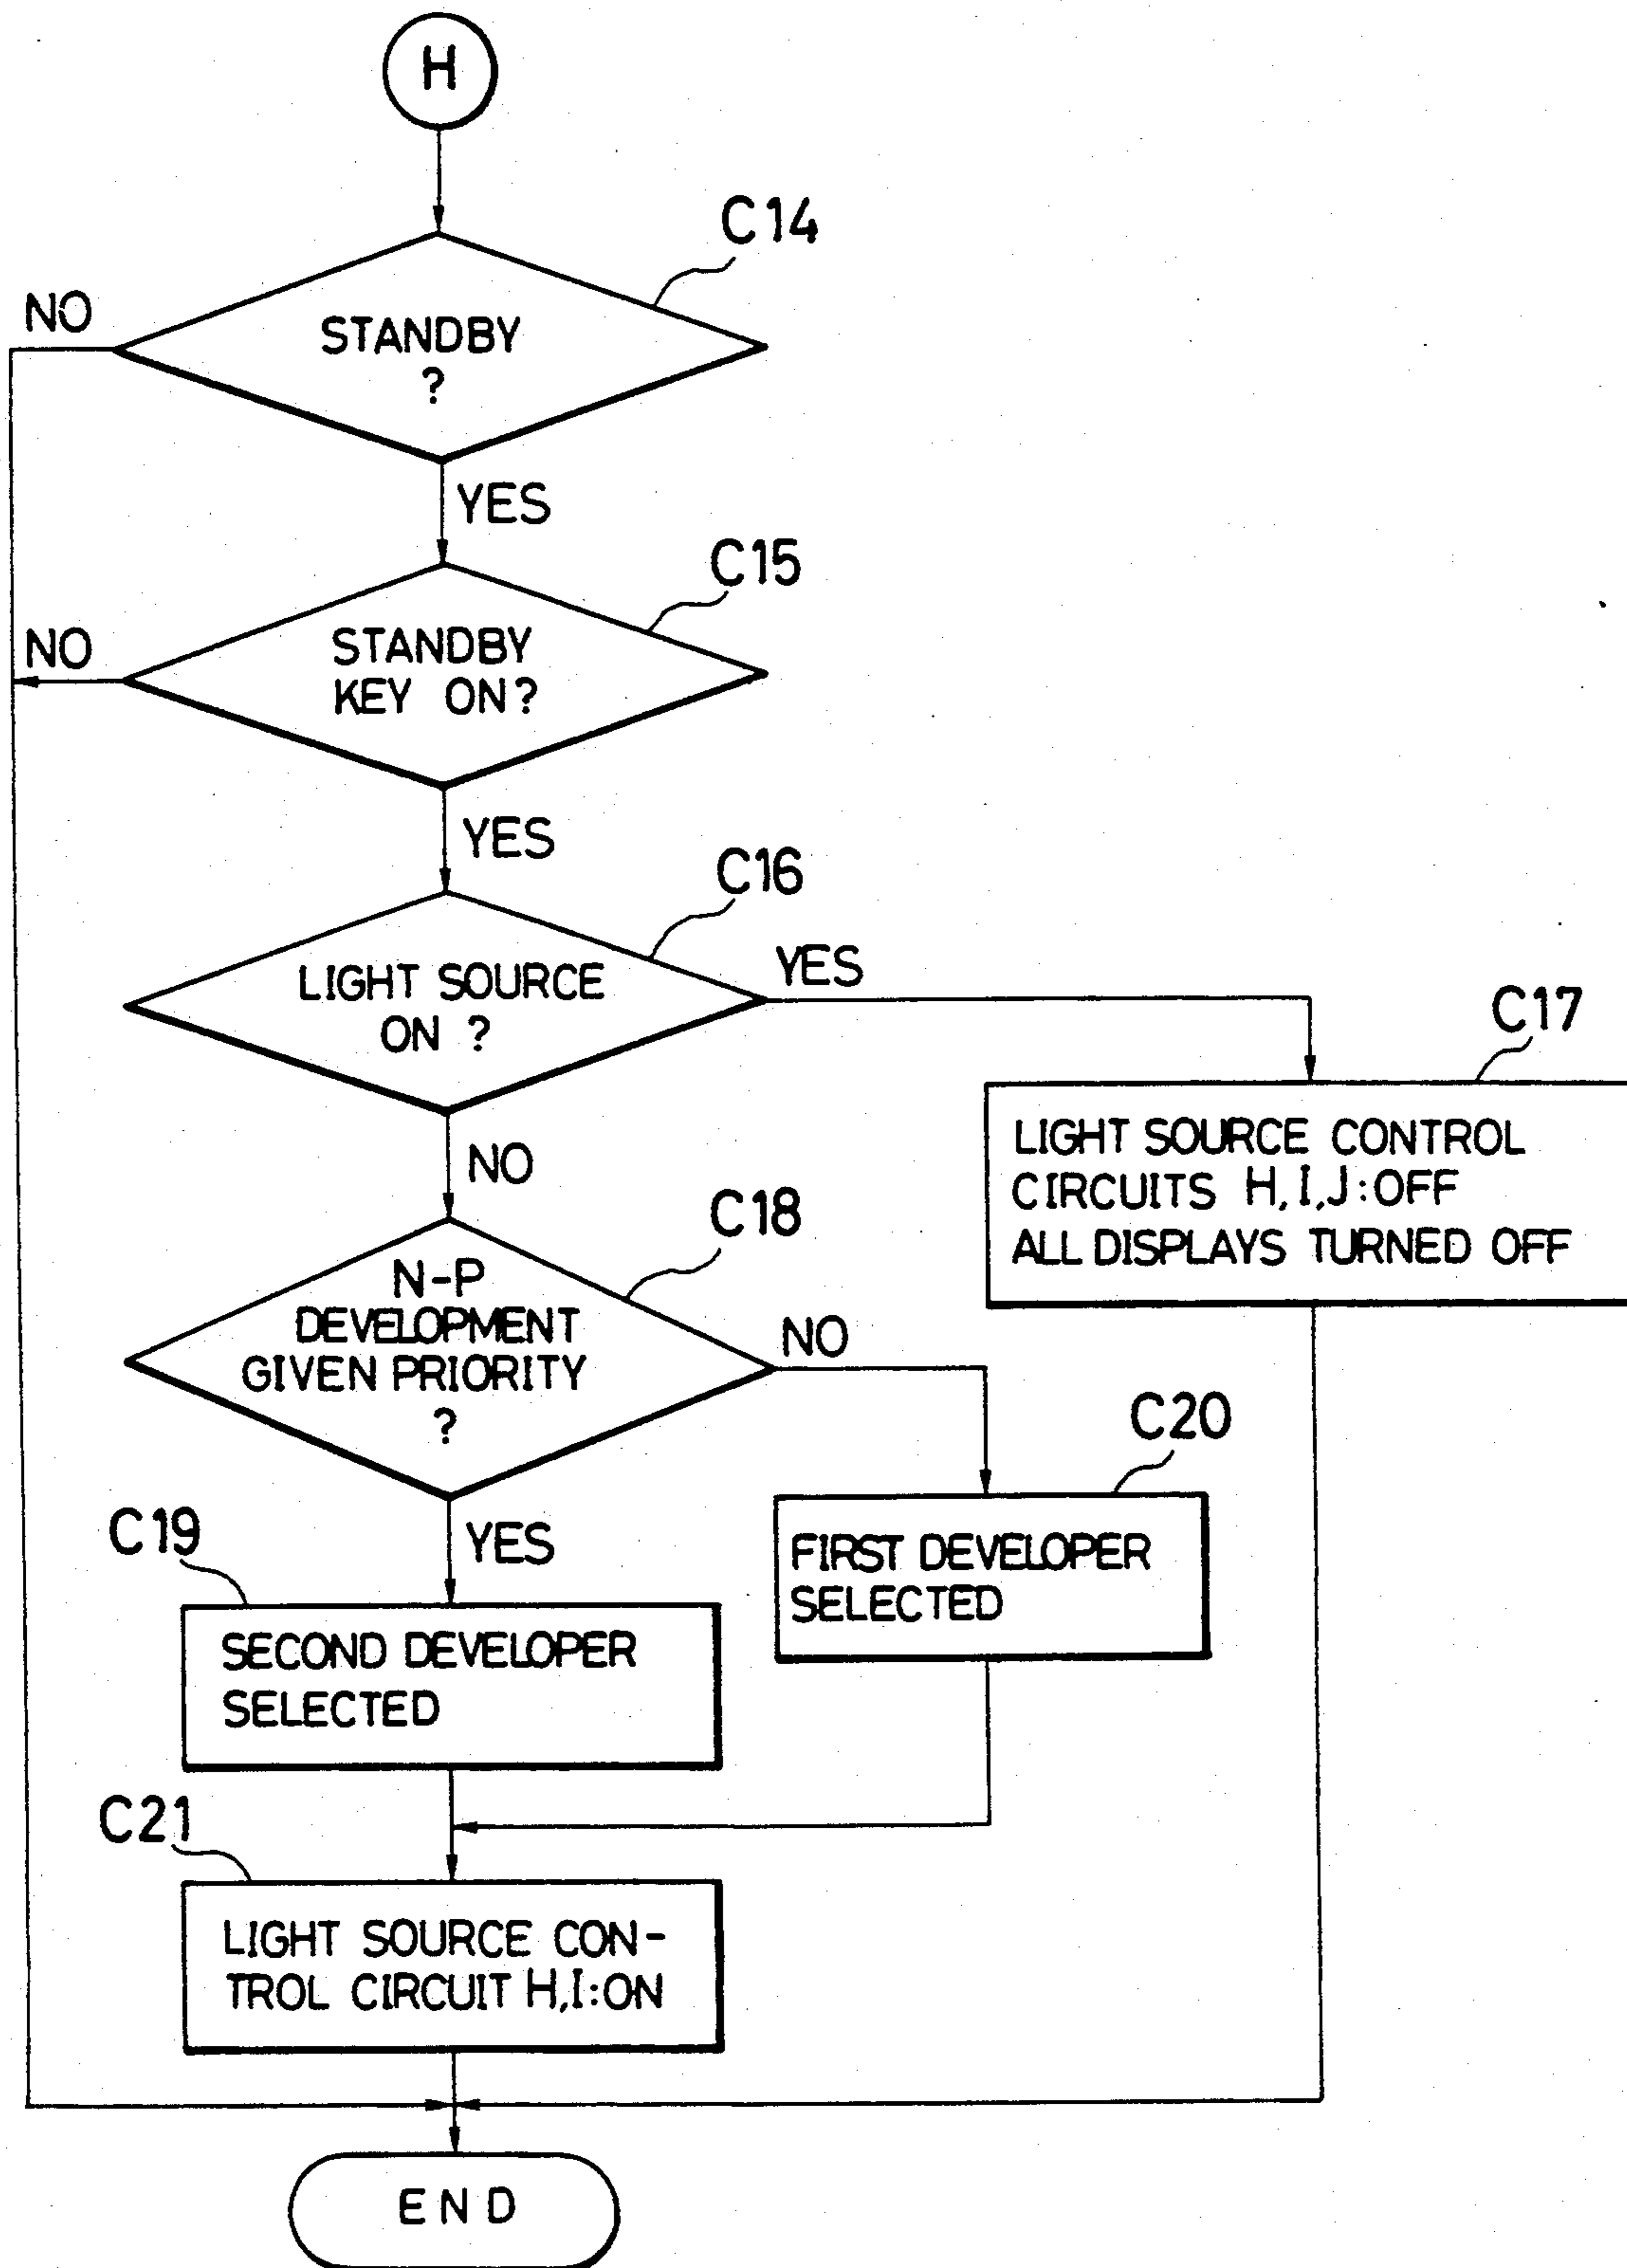 H
C14
NO
STANDBY
?
YES
C15
NO
STANDBY
KEY ON?
YES
C16
LIGHT SOURCE
ON ?
YES
C17
LIGHT SOURCE CONTROL
CIRCUITS H,I,J:OFF
ALL DISPLAYS TURNED OFF
NO
C18
N-P
DEVELOPMENT
GIVEN PRIORITY
?
NO
C20
FIRST DEVELOPER
SELECTED
YES
C19
SECOND DEVELOPER
SELECTED
C21
LIGHT SOURCE CON-
TROL CIRCUIT H,I:ON
END